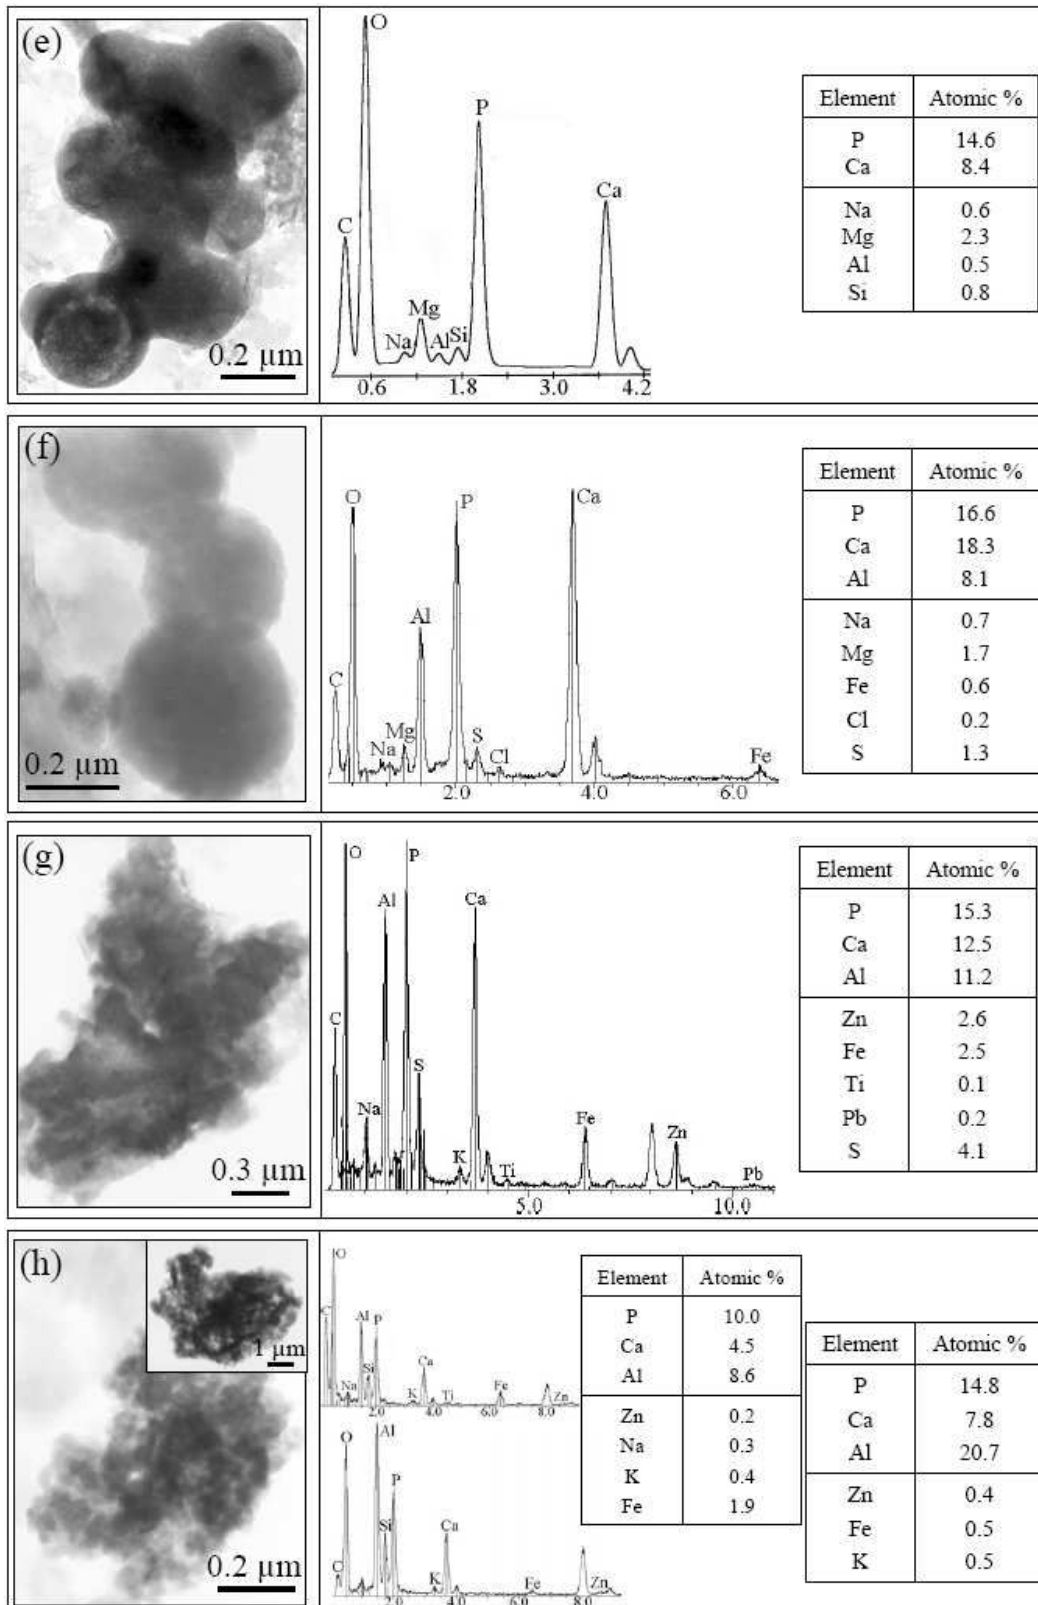 (e)
0.2 µm
C O Na Mg Al Si P Ca
0.6 1.8 3.0 4.2
Element Atomic %
P 14.6
Ca 8.4
Na 0.6
Mg 2.3
Al 0.5
Si 0.8
(f)
0.2 µm
C O Na Mg Al P S Cl Ca Fe
2.0 4.0 6.0
Element Atomic %
P 16.6
Ca 18.3
Al 8.1
Na 0.7
Mg 1.7
Fe 0.6
Cl 0.2
S 1.3
(g)
0.3 µm
C O Na Al P S K Ca Ti Fe Zn Pb
5.0 10.0
Element Atomic %
P 15.3
Ca 12.5
Al 11.2
Zn 2.6
Fe 2.5
Ti 0.1
Pb 0.2
S 4.1
(h)
1 µm
0.2 µm
C O Na Al Si P K Ca Ti Fe Zn
2.0 4.0 6.0 8.0
C O Al Si P K Ca Fe Zn
2.0 4.0 6.0 8.0
Element Atomic %
P 10.0
Ca 4.5
Al 8.6
Zn 0.2
Na 0.3
K 0.4
Fe 1.9
Element Atomic %
P 14.8
Ca 7.8
Al 20.7
Zn 0.4
Fe 0.5
K 0.5